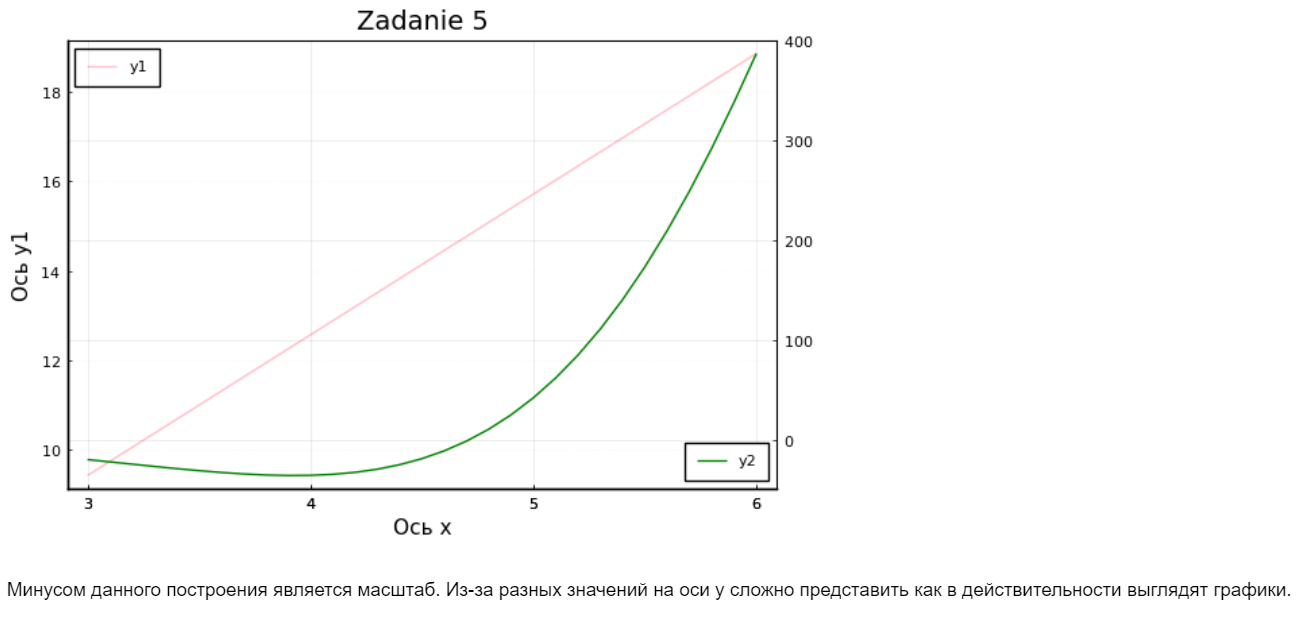 Zadanie 5
y1
400
18
300
16
200
14
100
12
0
10
y2
3 4 5 6
Ось y1
Ось x
Минусом данного построения является масштаб. Из-за разных значений на оси у сложно представить как в действительности выглядят графики.